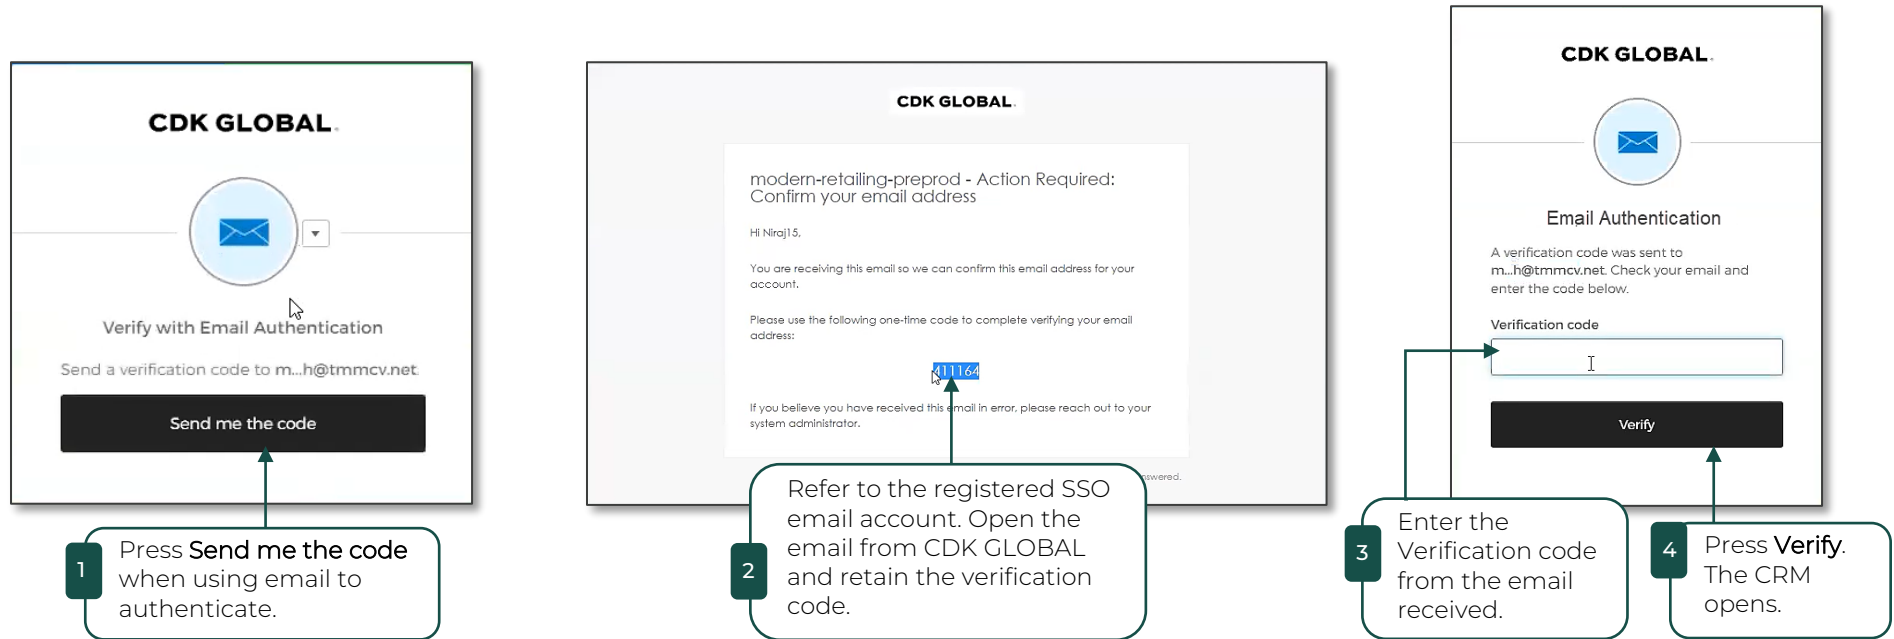 CDK GLOBAL.
Verify with Email Authentication
Send a verification code to m...h@tmmcv.net.
Send me the code
1
Press Send me the code
when using email to
authenticate.
CDK GLOBAL.
modern-retailing-preprod - Action Required:
Confirm your email address
Hi Niraj15,
You are receiving this email so we can confirm this email address for your
account.
Please use the following one-time code to complete verifying your email
address:
411164
If you believe you have received this email in error, please reach out to your
system administrator.
nswered.
2
Refer to the registered SSO
email account. Open the
email from CDK GLOBAL
and retain the verification
code.
CDK GLOBAL.
Email Authentication
A verification code was sent to
m...h@tmmcv.net. Check your email and
enter the code below.
Verification code
Verify
3
Enter the
Verification code
from the email
received.
4
Press Verify.
The CRM
opens.